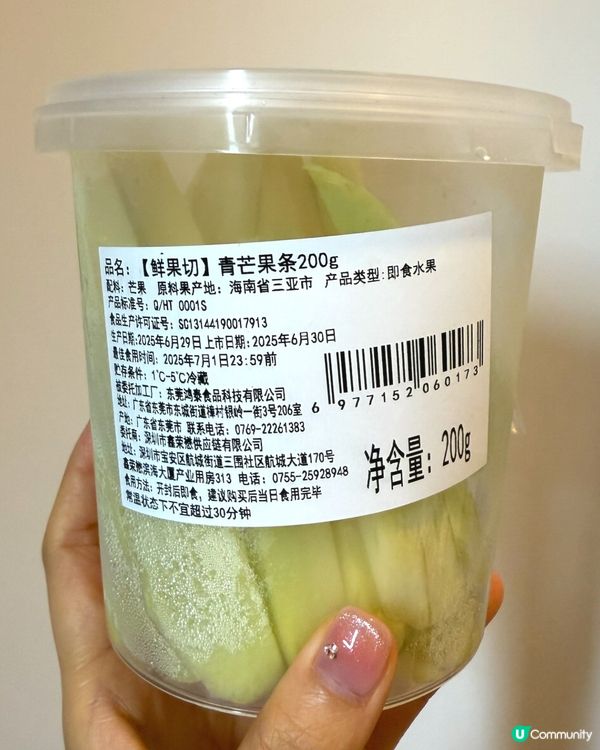 品名:【鲜果切】青芒果条200g
配料: 芒果 原料果产地: 海南省三亚市 产品类型:即食水果
产品标准号: Q/HT 0001S
食品生产许可证号: SC13144190017913
生产日期:2025年6月29日 上市日期:2025年6月30日
最佳食用时间: 2025年7月1日23:59前
贮存条件: 1℃-5℃冷藏
被委托加工厂: 东莞鸿泰食品科技有限公司
地址:广东省东莞市东城街道樟村银岭一街3号206室
产地:广东省东莞市 联系电话: 0769-22261383
委托商: 深圳市鑫荣懋供应链有限公司
地址: 深圳市宝安区航城街道三围社区航城大道170号
鑫荣懋滨海大厦产业用房313 电话: 0755-25928948
食用方法: 开封后即食, 建议购买后当日食用完毕
常温状态下不宜超过30分钟
6 977152 060173
净含量: 200g
U Community